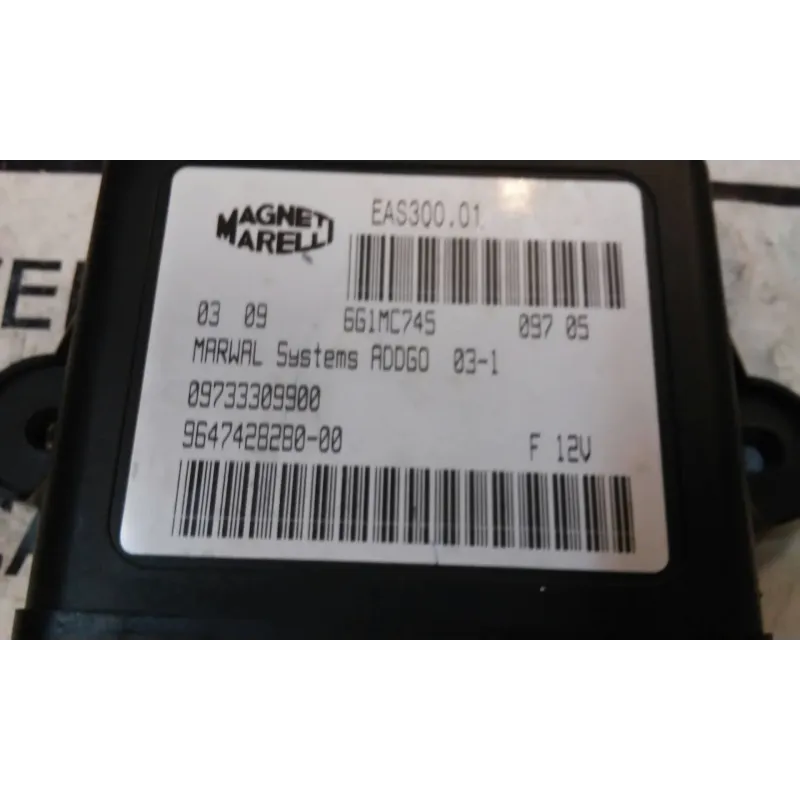 MAGNETI
MARELLI
EAS300.01
03 09 6G1MC745 097 05
MARWAL Systems ADDGO 03-1
09733309900
9647428280-00 F 12V